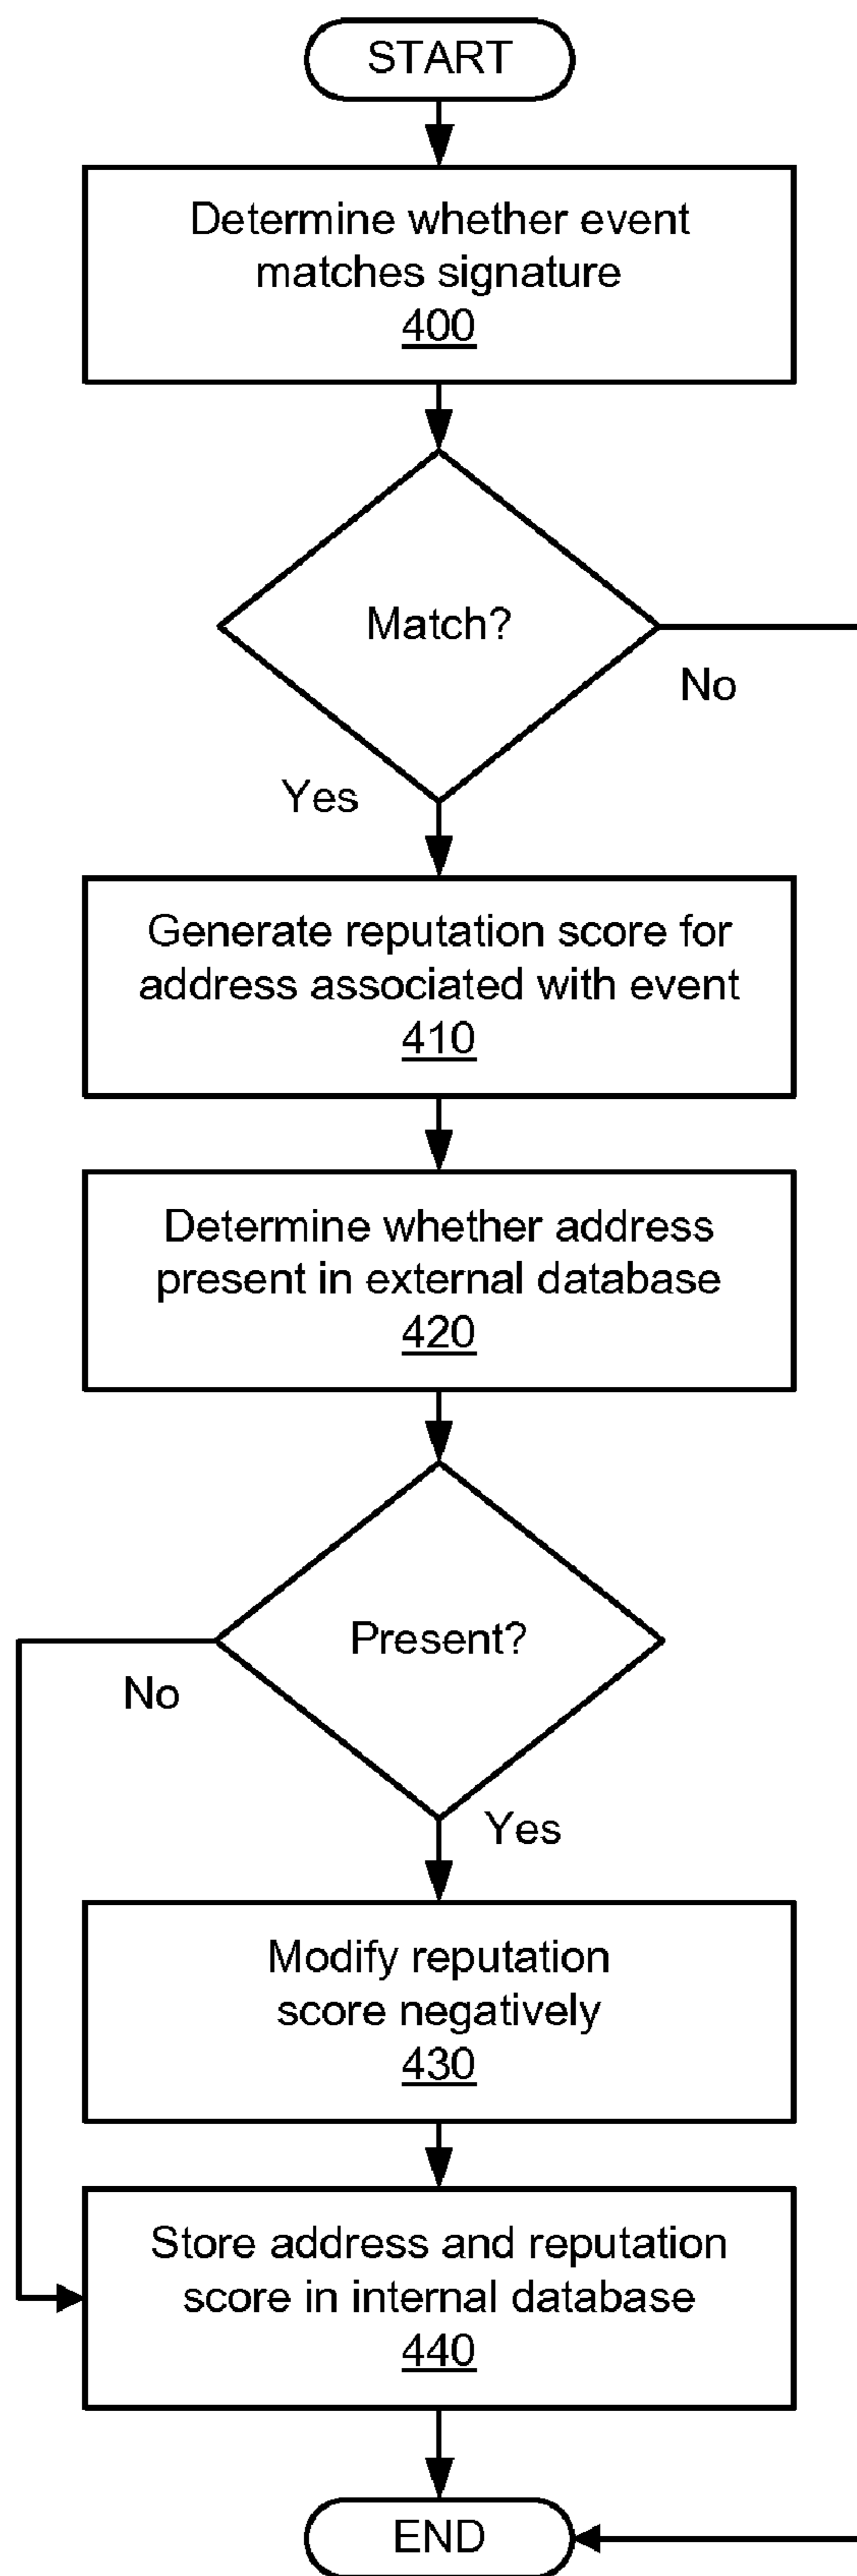 START
Determine whether event
matches signature
400
Match?
No
Yes
Generate reputation score for
address associated with event
410
Determine whether address
present in external database
420
Present?
No
Yes
Modify reputation
score negatively
430
Store address and reputation
score in internal database
440
END